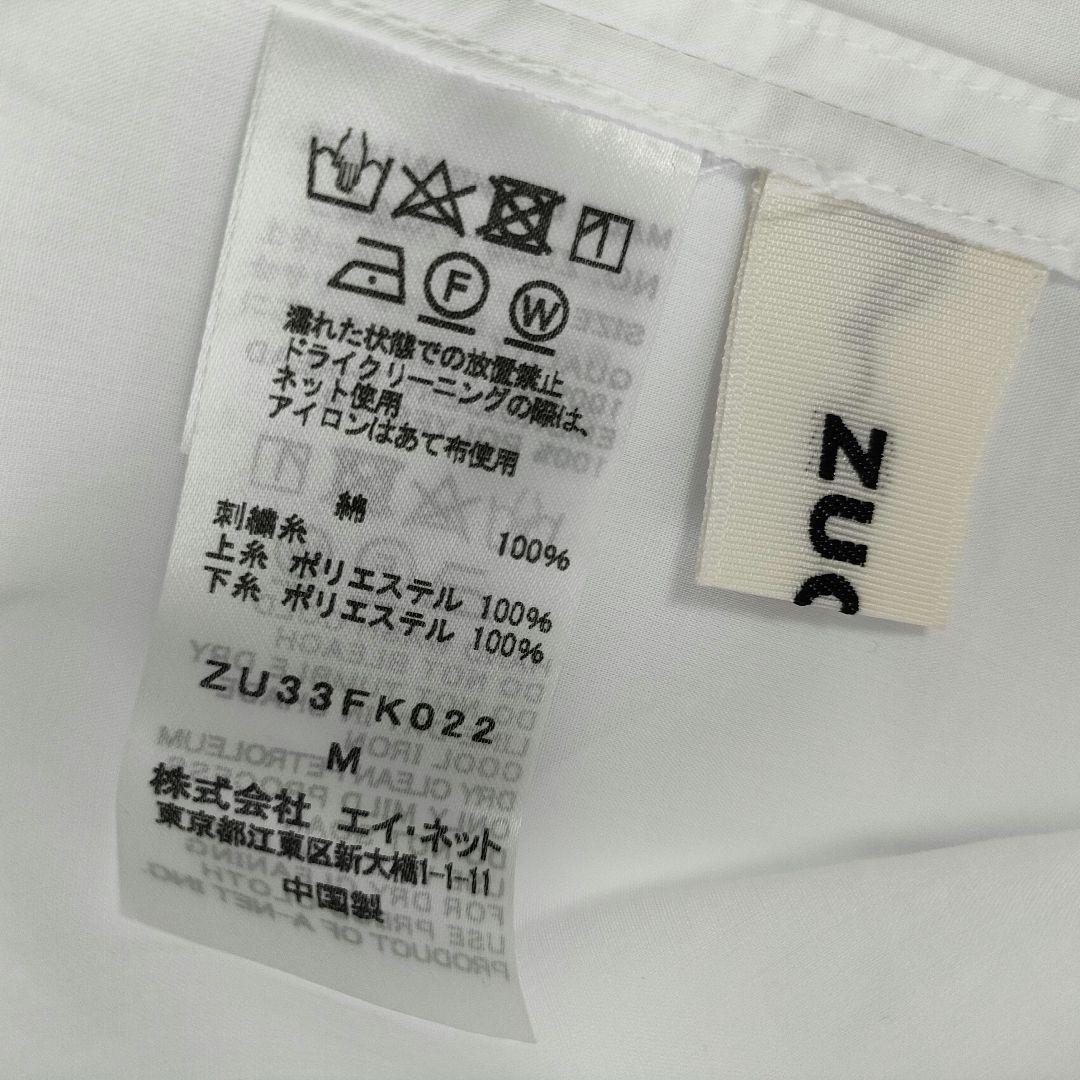 F
W
濡れた状態での放置禁止
ドライクリーニングの際は、
ネット使用
アイロンはあて布使用
綿 100%
刺繍糸
上糸 ポリエステル 100%
下糸 ポリエステル 100%
ZU33FK022
M
株式会社 エイ・ネット
東京都江東区新大橋1-1-11
中国製
ZUC